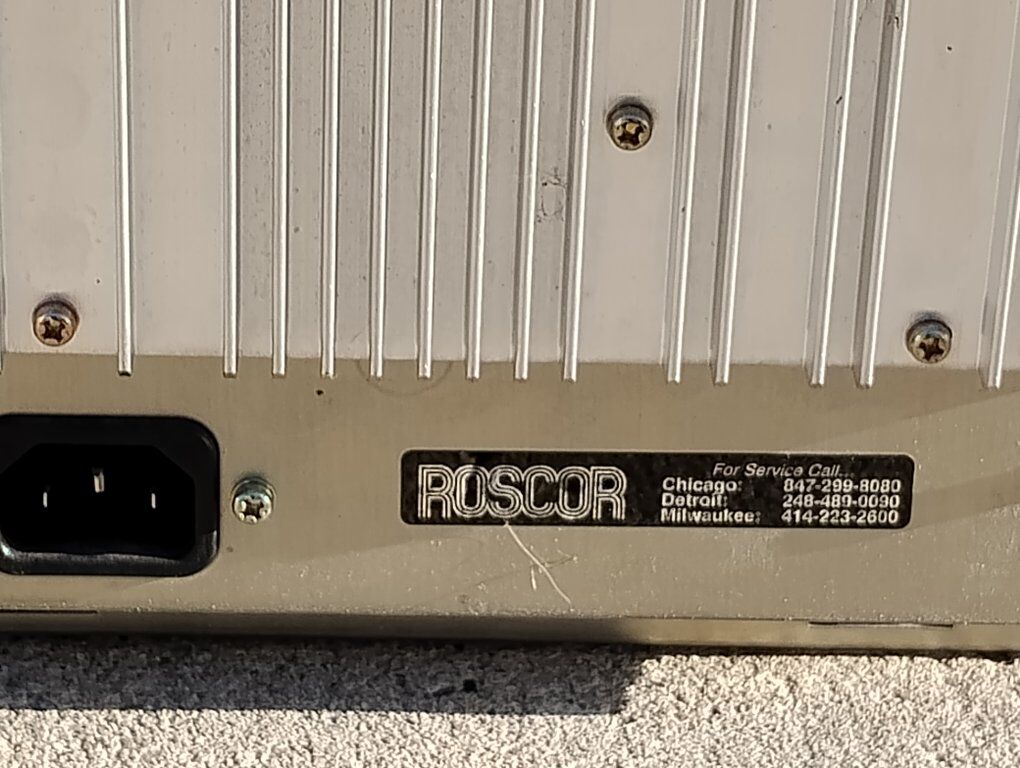 ROSCOR
For Service Call...
Chicago: 847-299-8080
Detroit: 248-489-0090
Milwaukee: 414-223-2600